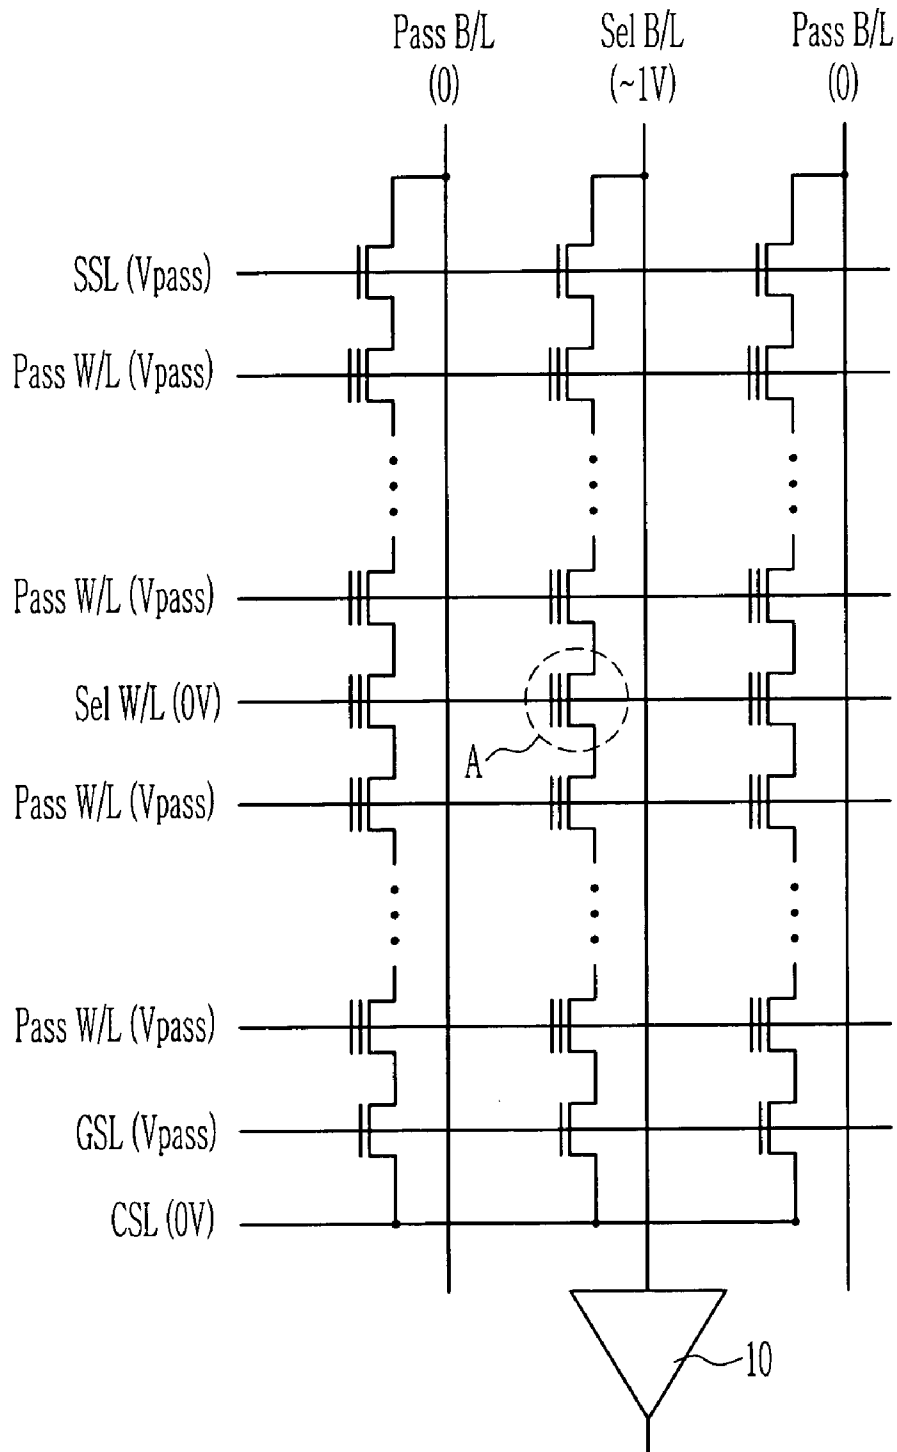 Pass B/L
(0)
Sel B/L
(~1V)
Pass B/L
(0)
SSL (Vpass)
Pass W/L (Vpass)
Pass W/L (Vpass)
Sel W/L (0V)
A
Pass W/L (Vpass)
Pass W/L (Vpass)
GSL (Vpass)
CSL (0V)
10